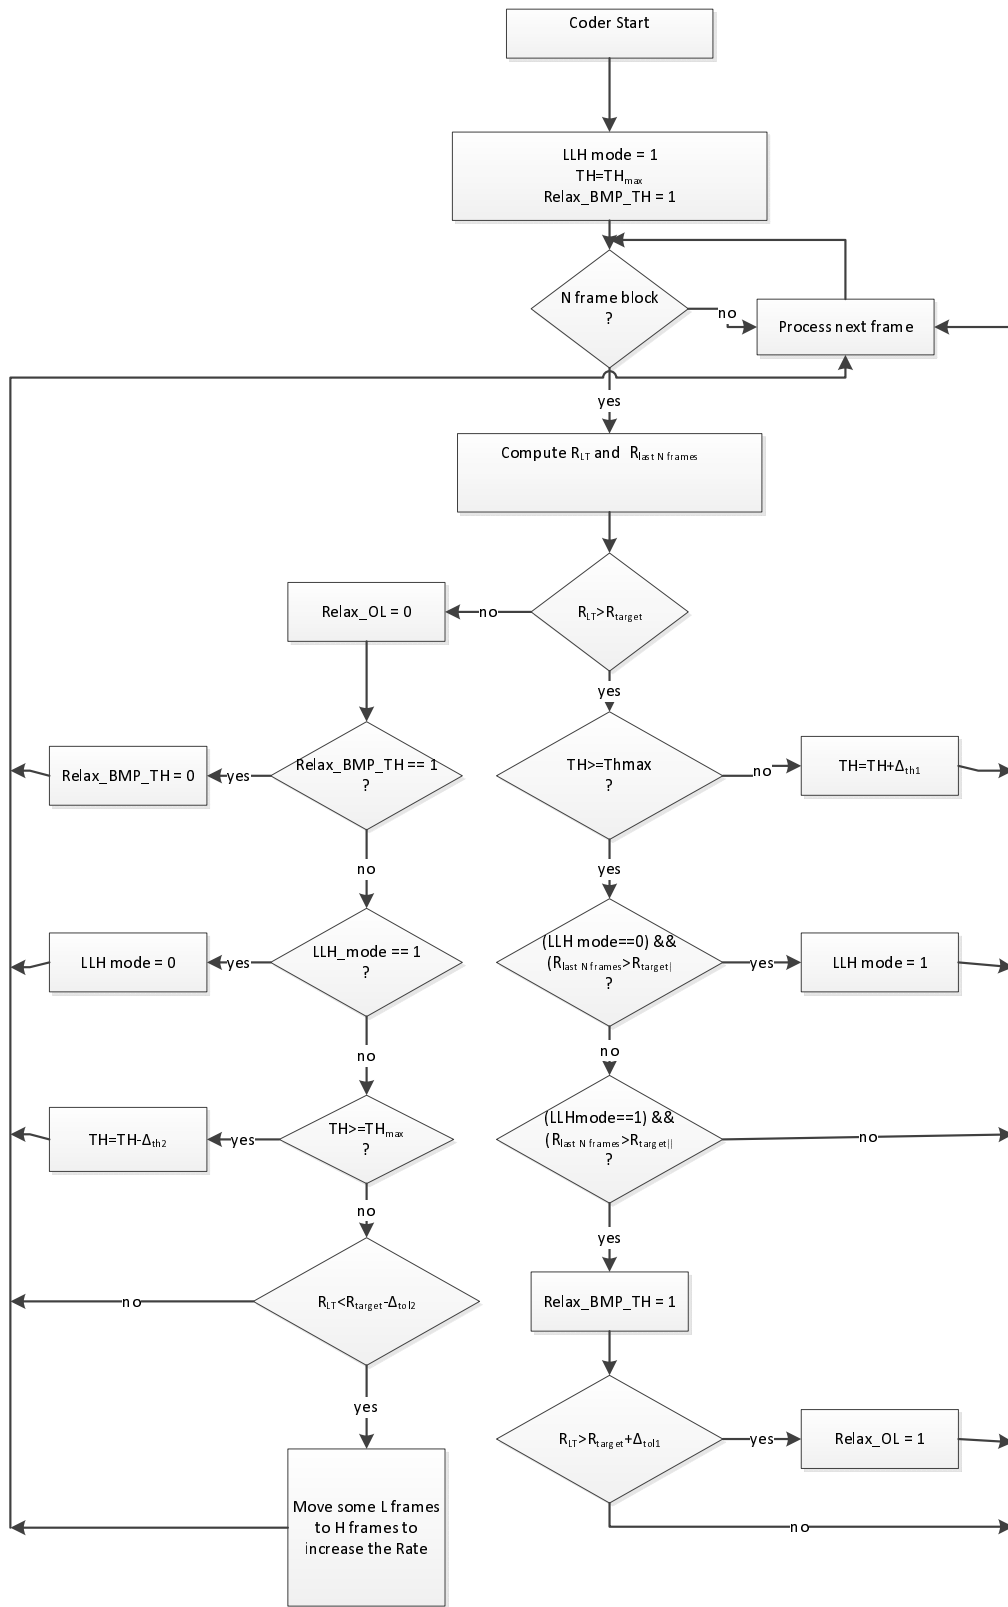 Coder Start
LLH mode = 1
TH=THmax
Relax_BMP_TH = 1
N frame block
?
no
Process next frame
yes
Compute RLT and Rlast N frames
Relax_OL = 0
no
RLT>Rtarget
yes
Relax_BMP_TH = 0
yes
Relax_BMP_TH == 1
?
TH>=Thmax
?
no
TH=TH+Δth1
no
yes
LLH mode = 0
yes
LLH_mode == 1
?
(LLH mode==0) &&
(Rlast N frames>Rtarget|
?
yes
LLH mode = 1
no
no
TH=TH-Δth2
yes
TH>=THmax
?
(LLHmode==1) &&
(Rlast N frames>Rtarget||
?
no
no
yes
no
RLT<Rtarget-Δtol2
Relax_BMP_TH = 1
yes
RLT>Rtarget+Δtol1
yes
Relax_OL = 1
Move some L frames
to H frames to
increase the Rate
no